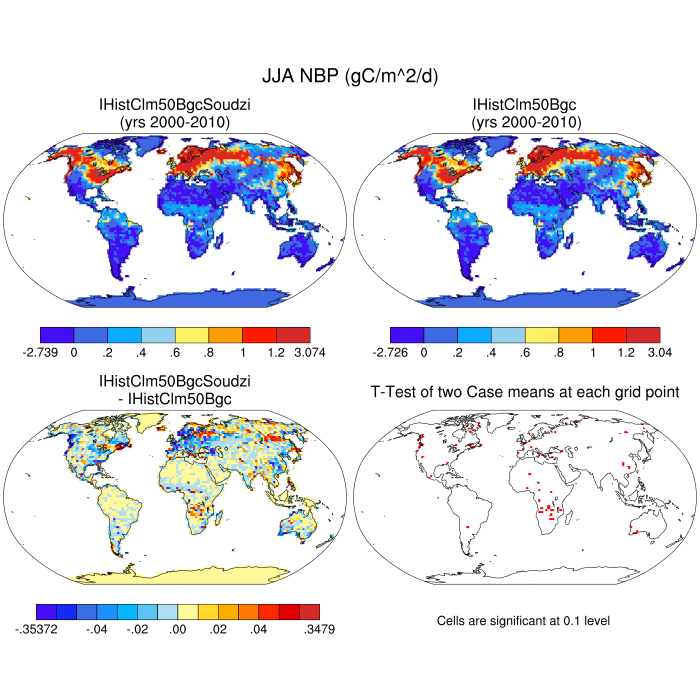 JJA NBP (gC/m^2/d)
IHistClm50BgcSoudzi
(yrs 2000-2010)
IHistClm50Bgc
(yrs 2000-2010)
-2.739 0 .2 .4 .6 .8 1 1.2 3.074
-2.726 0 .2 .4 .6 .8 1 1.2 3.04
IHistClm50BgcSoudzi
- IHistClm50Bgc
T-Test of two Case means at each grid point
-.35372 -.04 -.02 .00 .02 .04 .3479
Cells are significant at 0.1 level